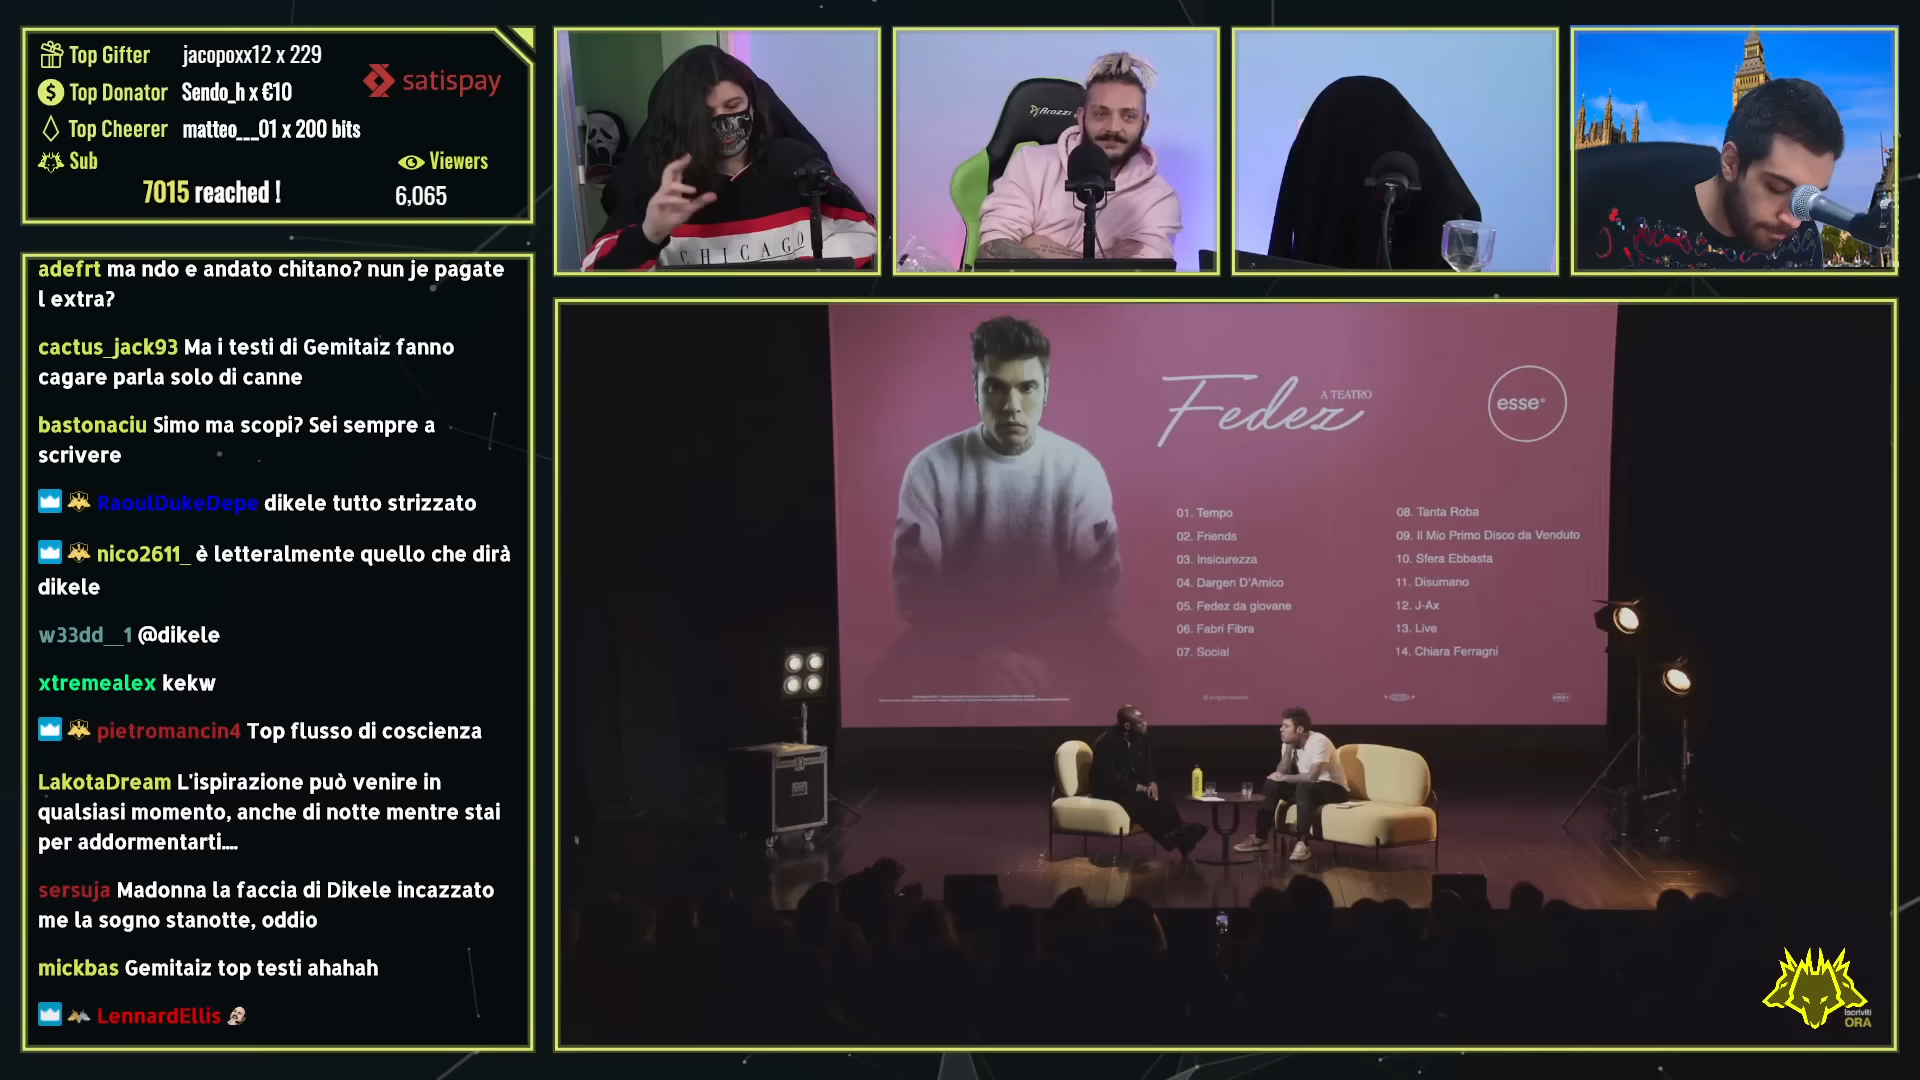 Top Gifter jacopoxx12 x 229
Top Donator Sendo_h x €10
Top Cheerer matteo___01 x 200 bits
satispay
Sub
7015 reached !
Viewers
6,065
adefrt ma ndo e andato chitano? nun je pagate
l extra?
cactus_jack93 Ma i testi di Gemitaiz fanno
cagare parla solo di canne
bastonaciu Simo ma scopi? Sei sempre a
scrivere
RaoulDukeDepe dikele tutto strizzato
nico2611_ è letteralmente quello che dirà
dikele
w33dd__1 @dikele
xtremealex kekw
pietromancin4 Top flusso di coscienza
LakotaDream L'ispirazione può venire in
qualsiasi momento, anche di notte mentre stai
per addormentarti....
sersuja Madonna la faccia di Dikele incazzato
me la sogno stanotte, oddio
mickbas Gemitaiz top testi ahahah
LennardEllis
CHICAGO
Arozzi
Fedez
A TEATRO
esse
01. Tempo
02. Friends
03. Insicurezza
04. Dargen D'Amico
05. Fedez da giovane
06. Fabri Fibra
07. Social
08. Tanta Roba
09. Il Mio Primo Disco da Venduto
10. Sfera Ebbasta
11. Disumano
12. J-Ax
13. Live
14. Chiara Ferragni
Iscriviti
ORA